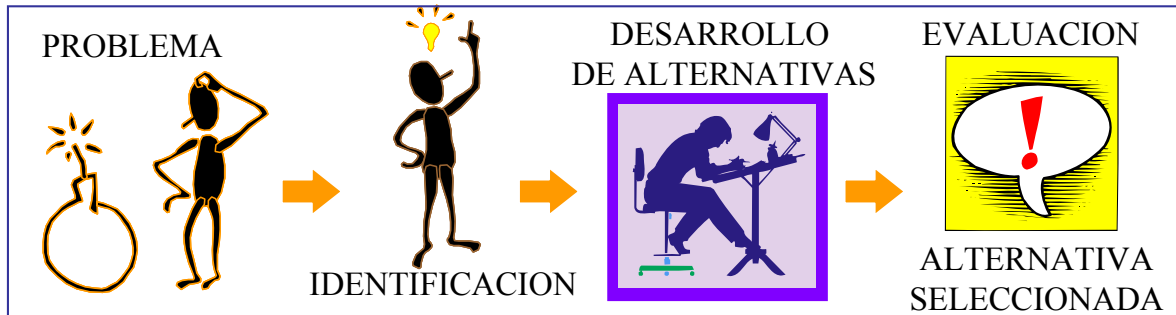 PROBLEMA
IDENTIFICACION
DESARROLLO
DE ALTERNATIVAS
EVALUACION
ALTERNATIVA
SELECCIONADA